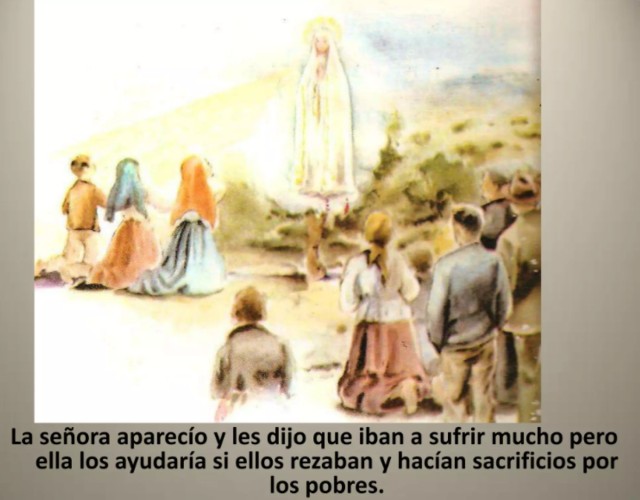 La señora aparecío y les dijo que iban a sufrir mucho pero
ella los ayudaría si ellos rezaban y hacían sacrificios por
los pobres.